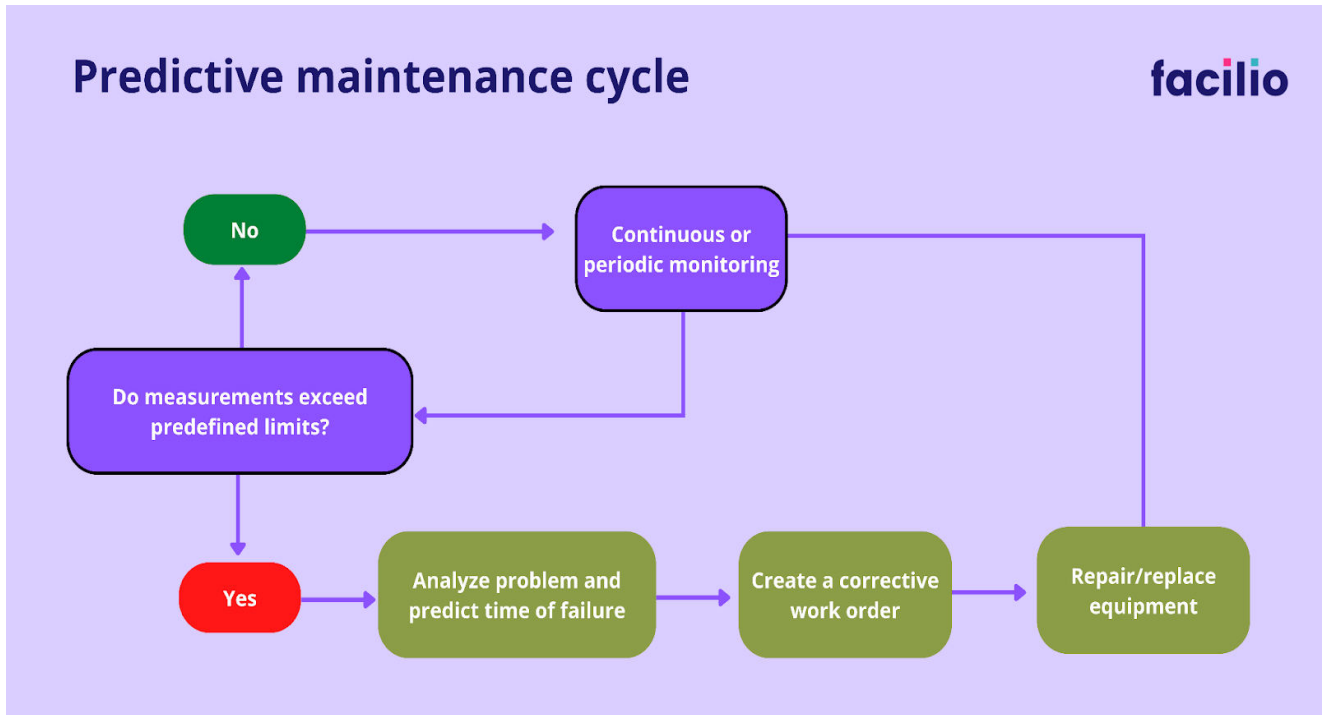 Predictive maintenance cycle
facilio
No
Continuous or
periodic monitoring
Do measurements exceed
predefined limits?
Yes
Analyze problem and
predict time of failure
Create a corrective
work order
Repair/replace
equipment